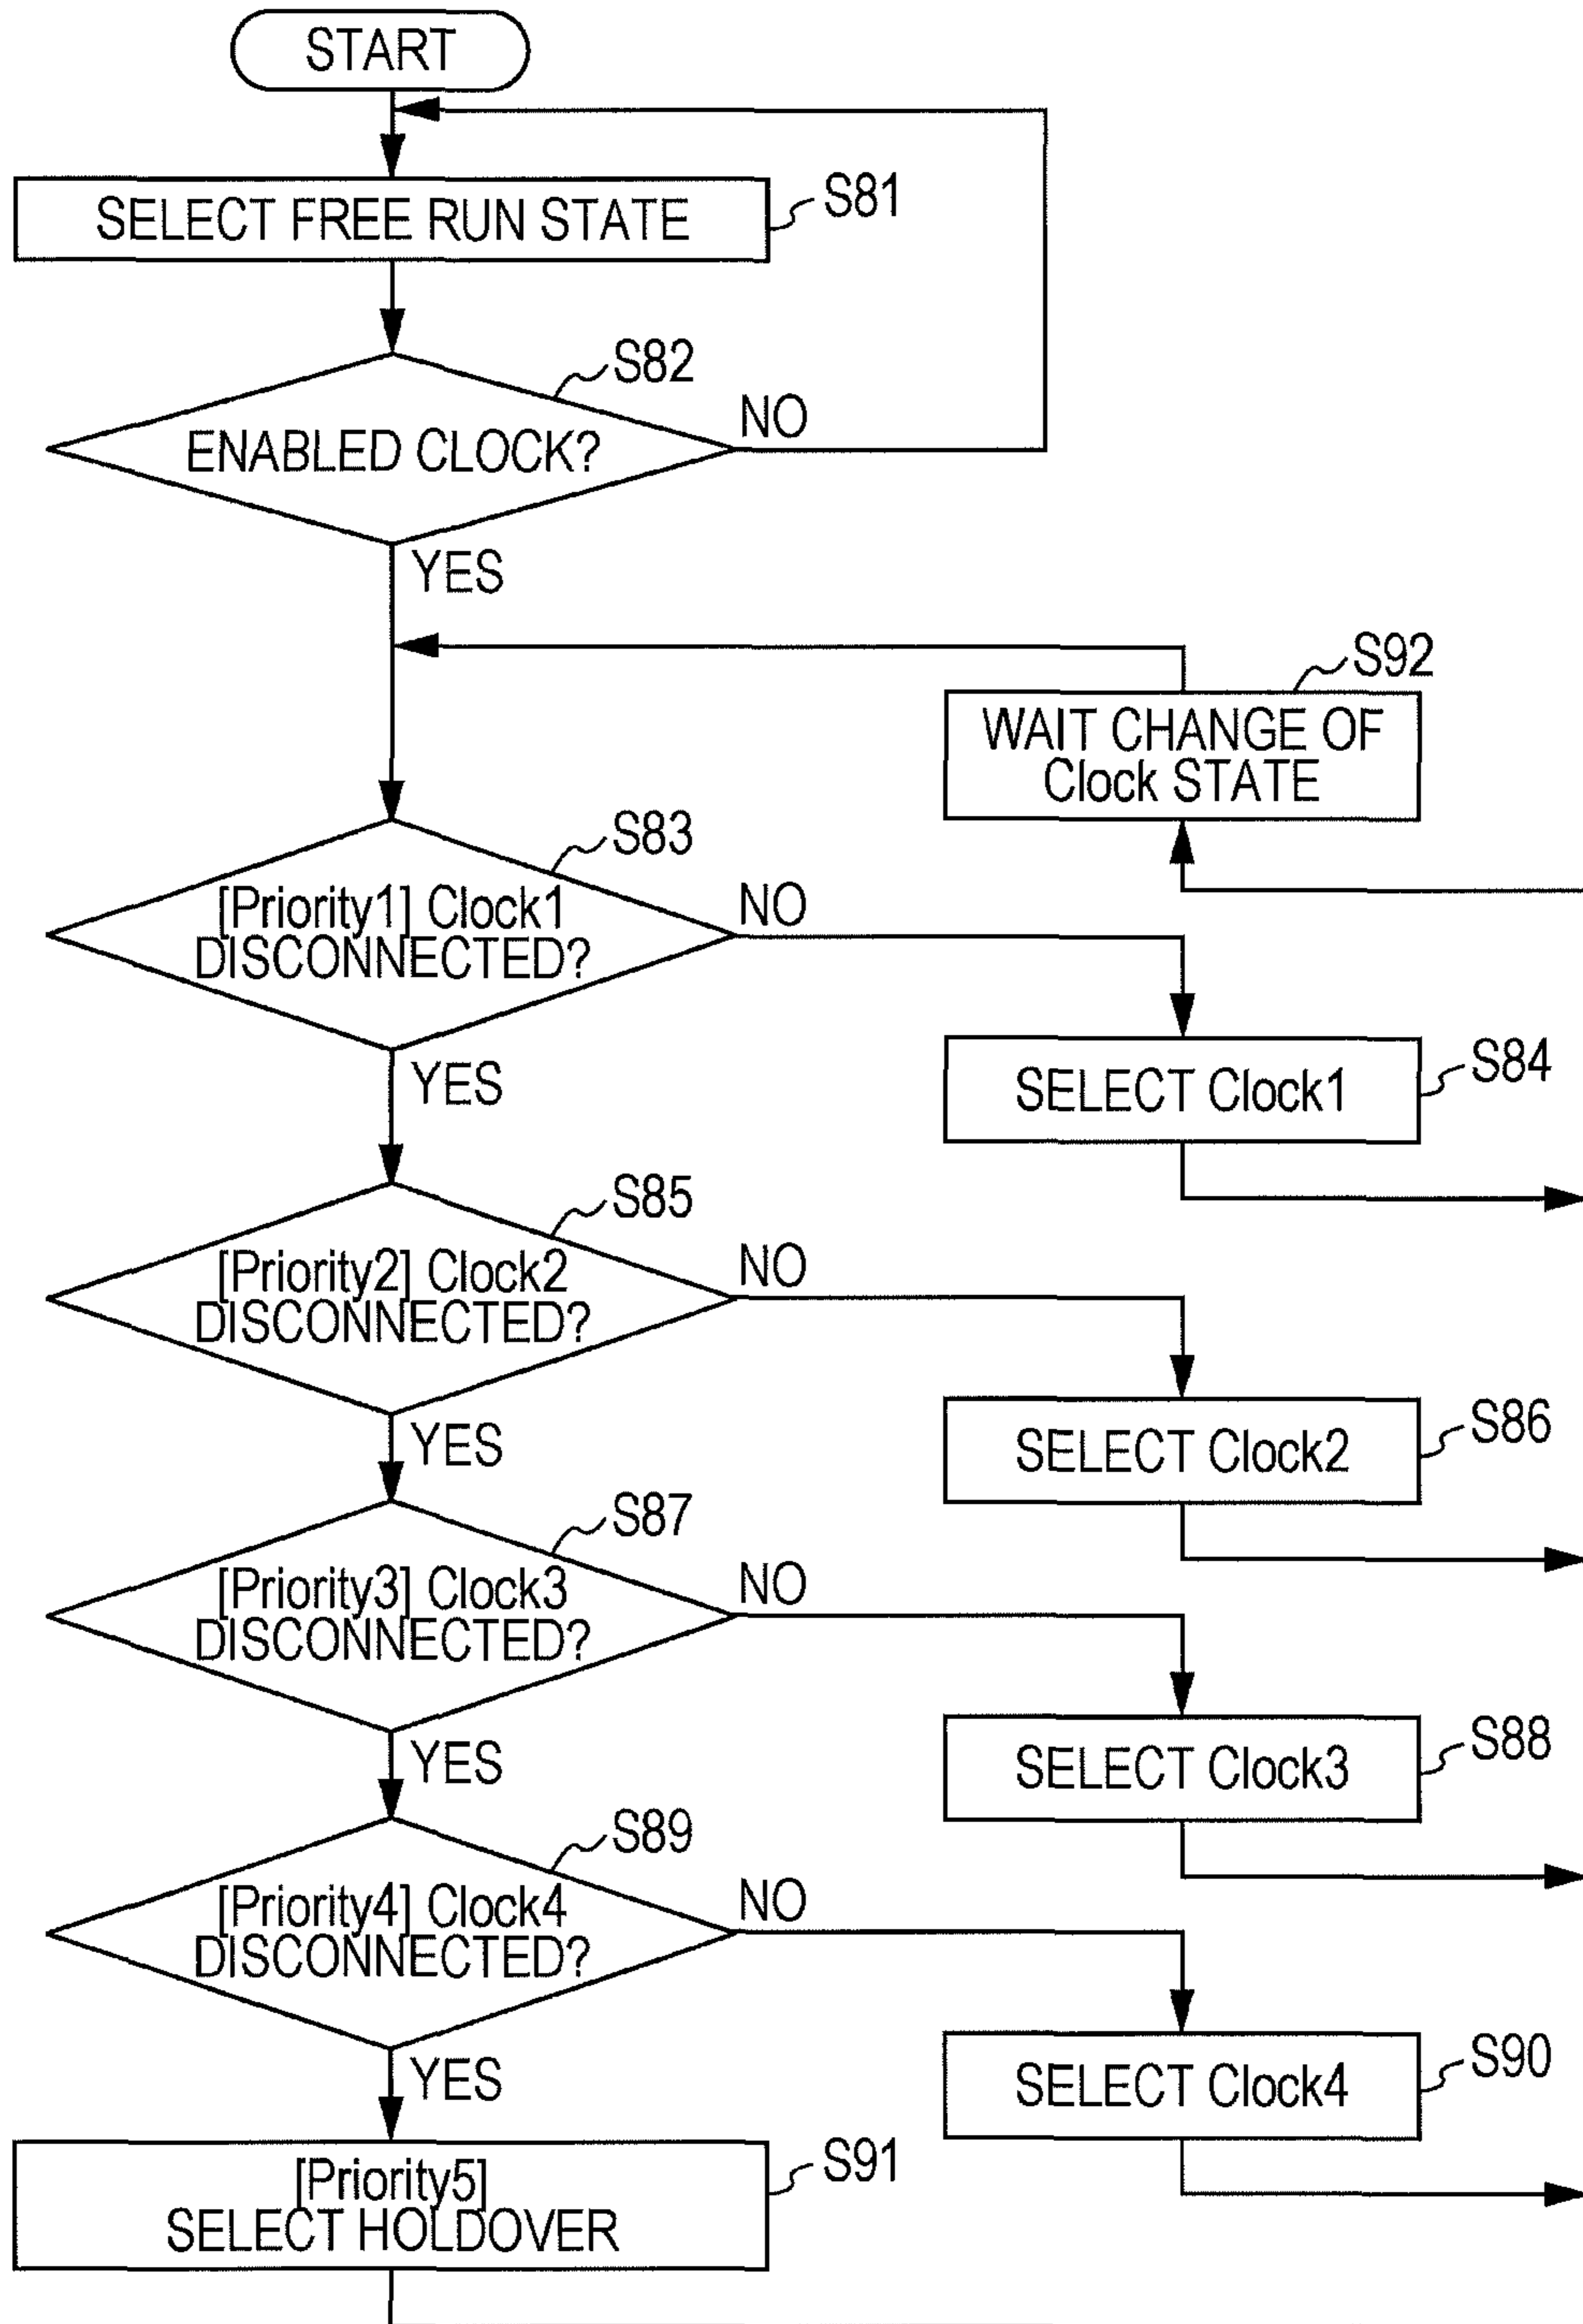 START
SELECT FREE RUN STATE
S81
S82
ENABLED CLOCK?
NO
YES
S92
WAIT CHANGE OF
Clock STATE
S83
[Priority1] Clock1
DISCONNECTED?
NO
YES
S84
SELECT Clock1
S85
[Priority2] Clock2
DISCONNECTED?
NO
YES
S86
SELECT Clock2
S87
[Priority3] Clock3
DISCONNECTED?
NO
YES
S88
SELECT Clock3
S89
[Priority4] Clock4
DISCONNECTED?
NO
YES
S90
SELECT Clock4
S91
[Priority5]
SELECT HOLDOVER